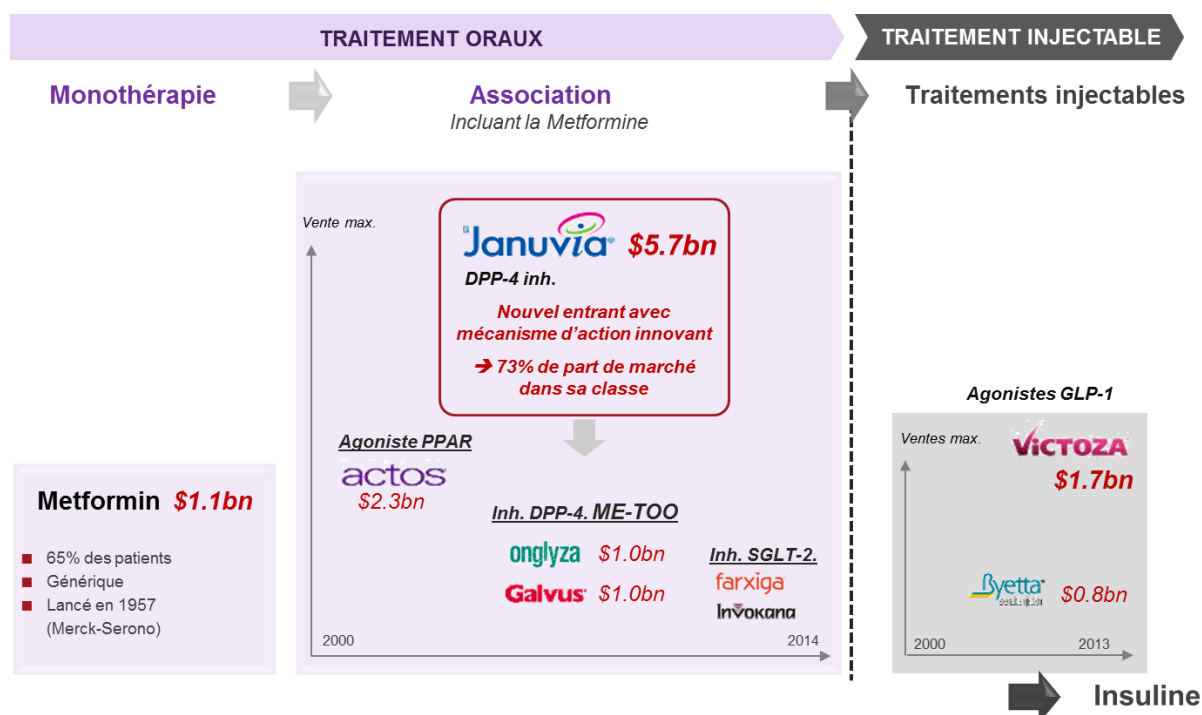 TRAITEMENT ORAUX
TRAITEMENT INJECTABLE
Monothérapie
Association
Incluant la Metformine
Traitements injectables
Vente max.
Januvia $5.7bn
DPP-4 inh.
Nouvel entrant avec
mécanisme d'action innovant
➔ 73% de part de marché
dans sa classe
Agoniste PPAR
actos
$2.3bn
Inh. DPP-4. ME-TOO
onglyza $1.0bn
Galvus $1.0bn
Inh. SGLT-2.
farxiga
Invokana
2000
2014
Metformin $1.1bn
■ 65% des patients
■ Générique
■ Lancé en 1957
(Merck-Serono)
Agonistes GLP-1
Ventes max.
VICTOZA
$1.7bn
Byetta $0.8bn
2000
2013
Insuline